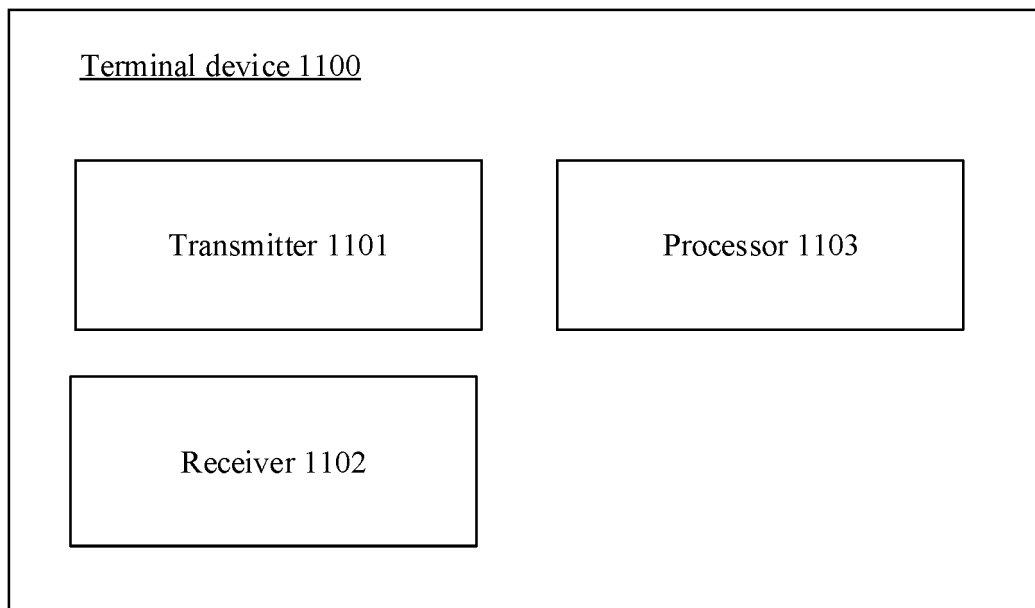 Terminal device 1100
Transmitter 1101
Processor 1103
Receiver 1102